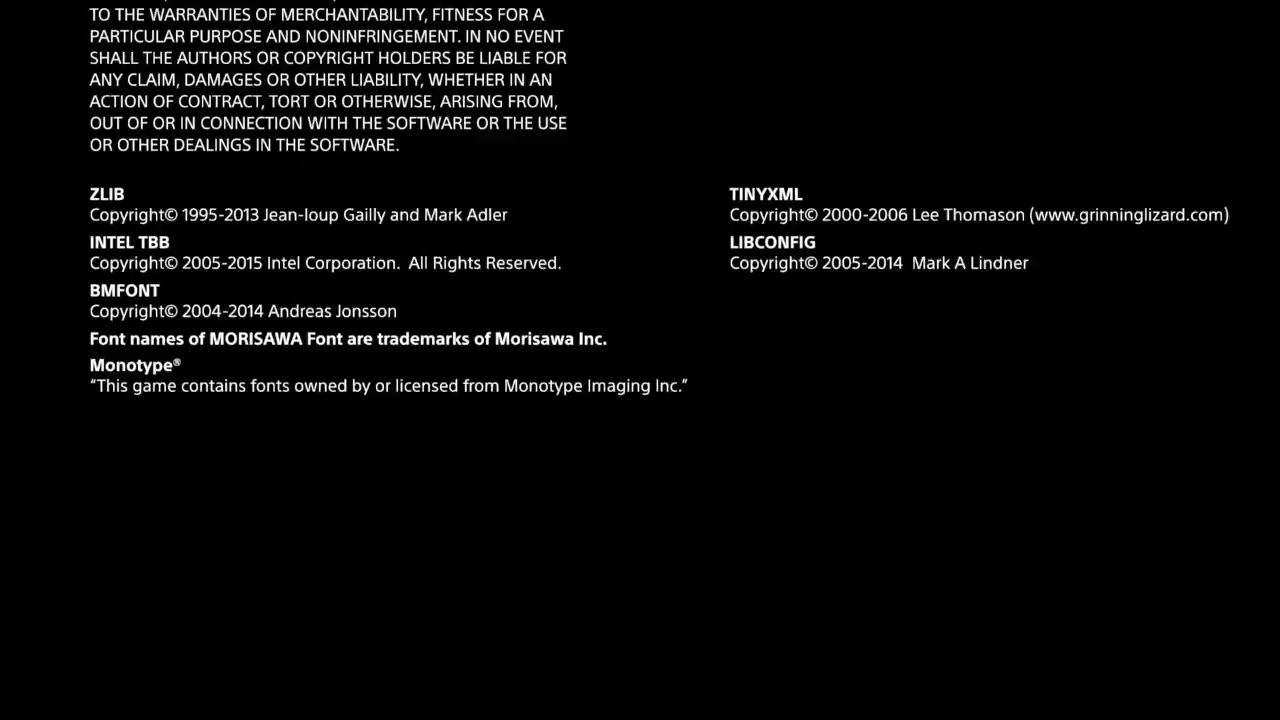 TO THE WARRANTIES OF MERCHANTABILITY, FITNESS FOR A
PARTICULAR PURPOSE AND NONINFRINGEMENT. IN NO EVENT
SHALL THE AUTHORS OR COPYRIGHT HOLDERS BE LIABLE FOR
ANY CLAIM, DAMAGES OR OTHER LIABILITY, WHETHER IN AN
ACTION OF CONTRACT, TORT OR OTHERWISE, ARISING FROM,
OUT OF OR IN CONNECTION WITH THE SOFTWARE OR THE USE
OR OTHER DEALINGS IN THE SOFTWARE.
ZLIB
Copyright© 1995-2013 Jean-loup Gailly and Mark Adler
INTEL TBB
Copyright© 2005-2015 Intel Corporation.  All Rights Reserved.
BMFONT
Copyright© 2004-2014 Andreas Jonsson
Font names of MORISAWA Font are trademarks of Morisawa Inc.
Monotype®
“This game contains fonts owned by or licensed from Monotype Imaging Inc.”
TINYXML
Copyright© 2000-2006 Lee Thomason (www.grinninglizard.com)
LIBCONFIG
Copyright© 2005-2014  Mark A Lindner